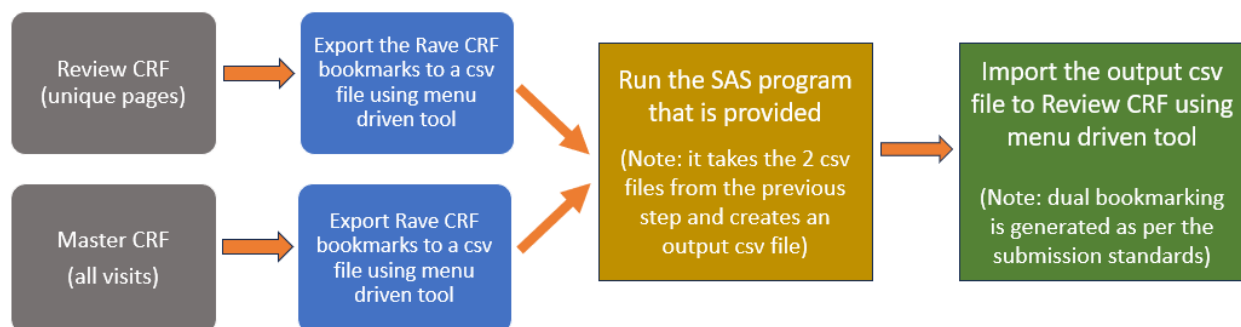 Review CRF
(unique pages)
Export the Rave CRF
bookmarks to a csv
file using menu
driven tool
Master CRF
(all visits)
Export Rave CRF
bookmarks to a csv
file using menu
driven tool
Run the SAS program
that is provided
(Note: it takes the 2 csv
files from the previous
step and creates an
output csv file)
Import the output csv
file to Review CRF using
menu driven tool
(Note: dual bookmarking
is generated as per the
submission standards)